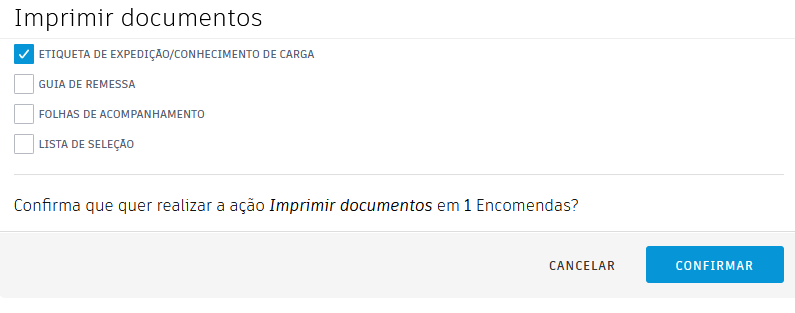 Imprimir documentos
ETIQUETA DE EXPEDIÇÃO/CONHECIMENTO DE CARGA
GUIA DE REMESSA
FOLHAS DE ACOMPANHAMENTO
LISTA DE SELEÇÃO
Confirma que quer realizar a ação Imprimir documentos em 1 Encomendas?
CANCELAR CONFIRMAR